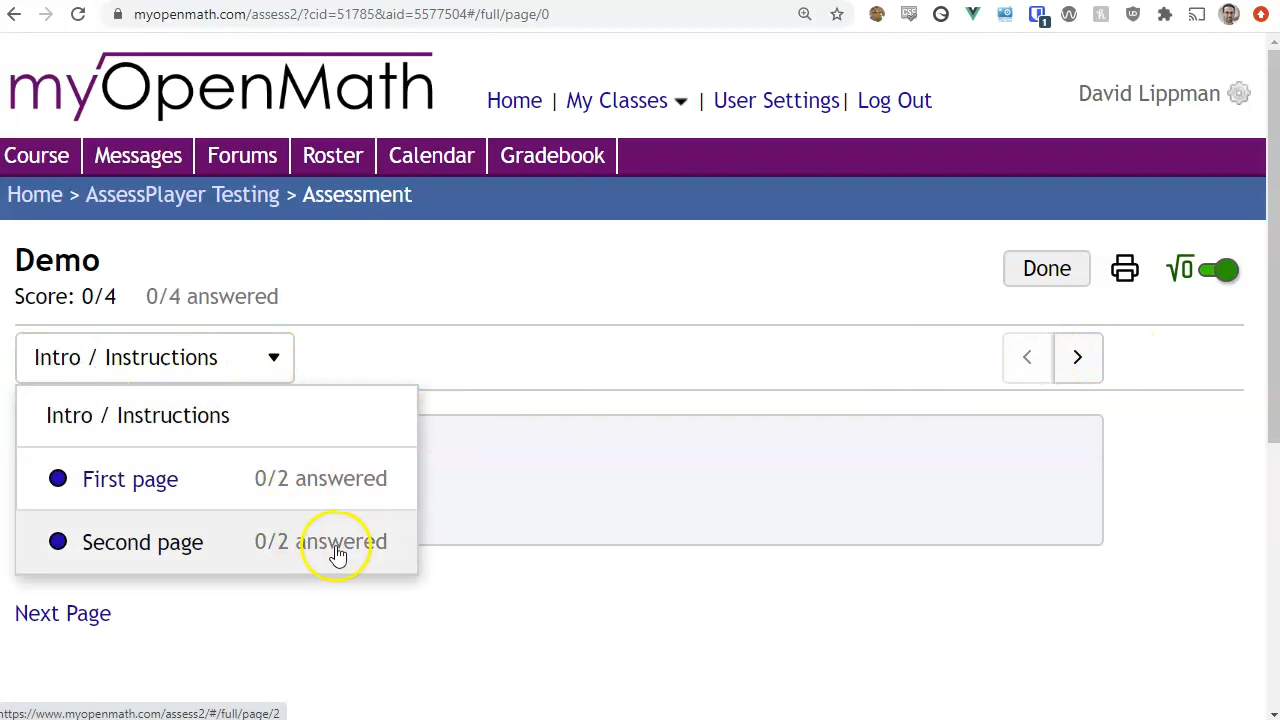 myopenmath.com/assess2/?cid=51785&aid=5577504#/full/page/0
1
myOpenMath
Home | My Classes | User Settings | Log Out
David Lippman
Course
Messages
Forums
Roster
Calendar
Gradebook
Home > AssessPlayer Testing > Assessment
Demo
Done
√0
Score: 0/4 0/4 answered
Intro / Instructions
<
>
Intro / Instructions
First page 0/2 answered
Second page 0/2 answered
Next Page
https://www.myopenmath.com/assess2/#/full/page/2